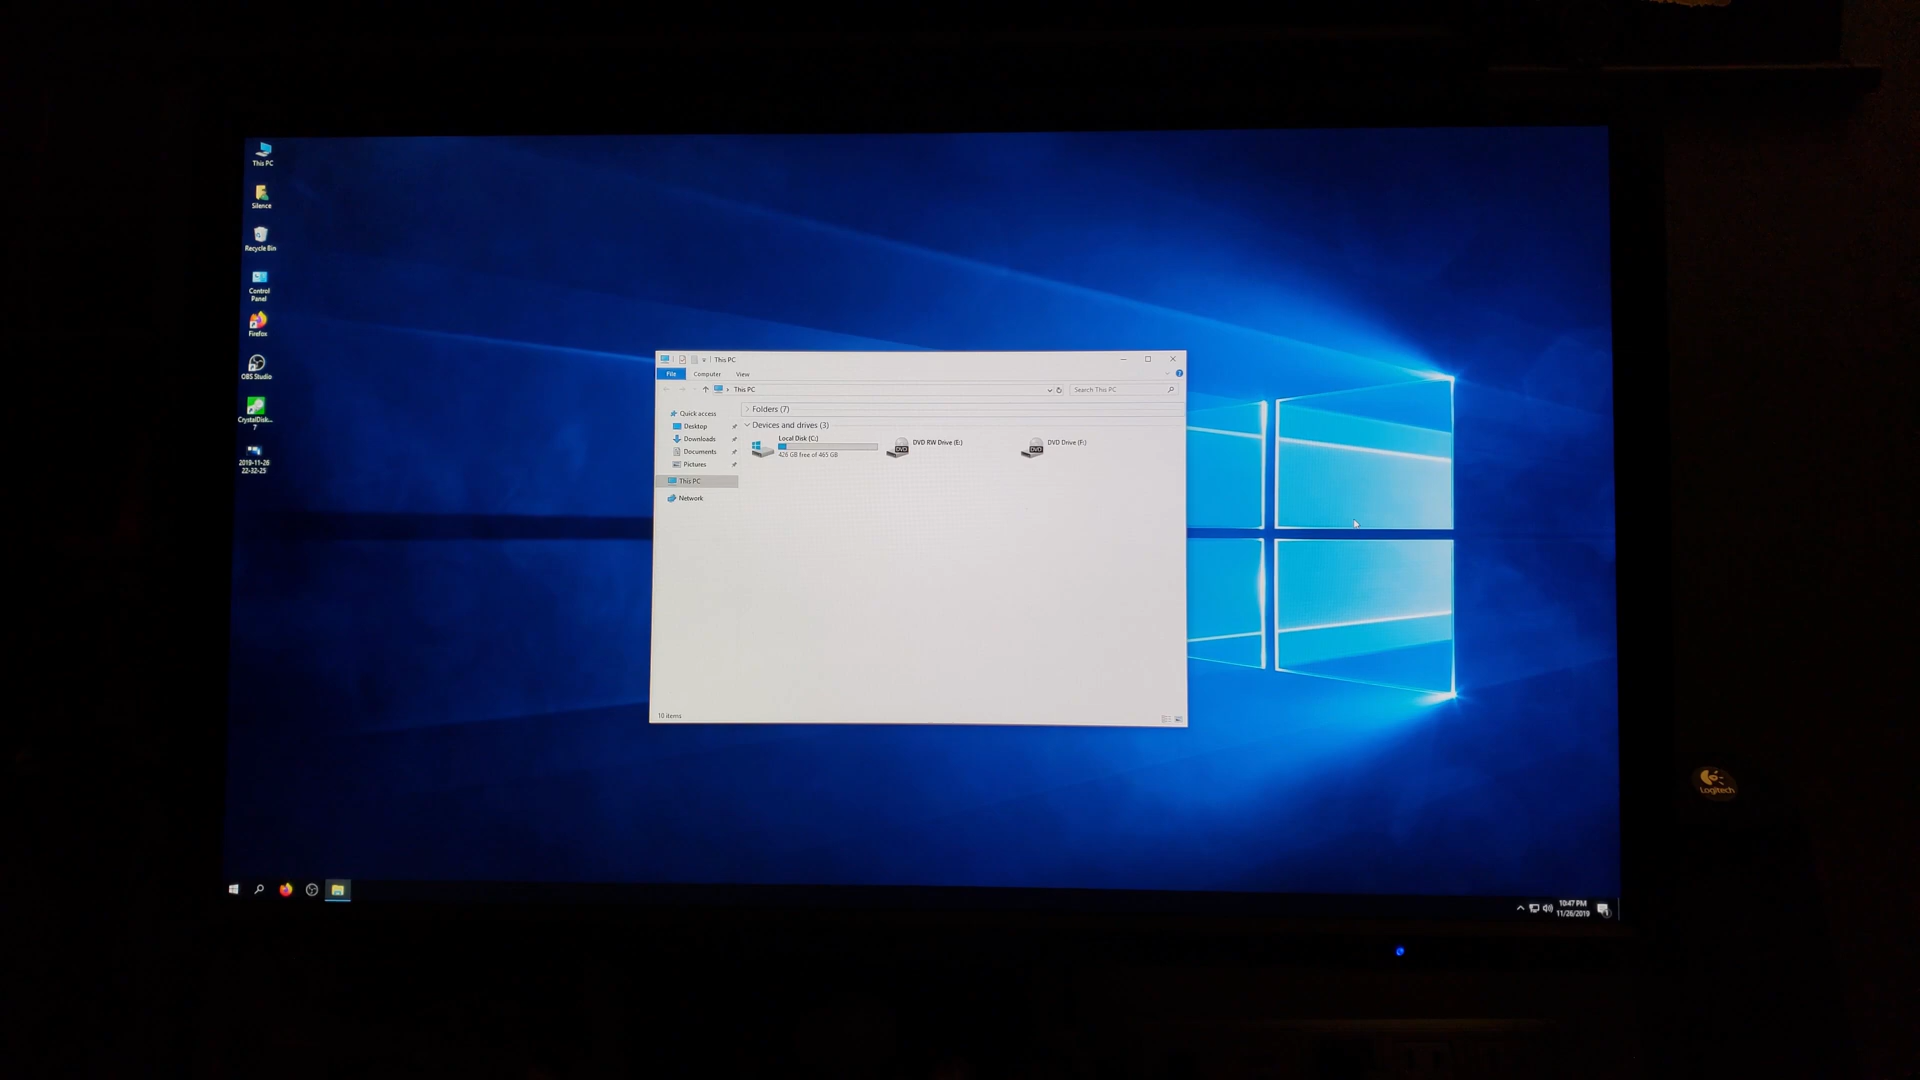 This PC
Silence
Recycle Bin
Control
Panel
Firefox
OBS Studio
CrystalDisk...
7
2019-11-26
22-32-25
This PC
File
Computer
View
This PC
Search This PC
Quick access
Desktop
Downloads
Documents
Pictures
This PC
Network
Folders (7)
Devices and drives (3)
Local Disk (C:)
426 GB free of 465 GB
DVD RW Drive (E:)
DVD
DVD Drive (F:)
DVD
10 items
Logitech
10:47 PM
11/26/2019